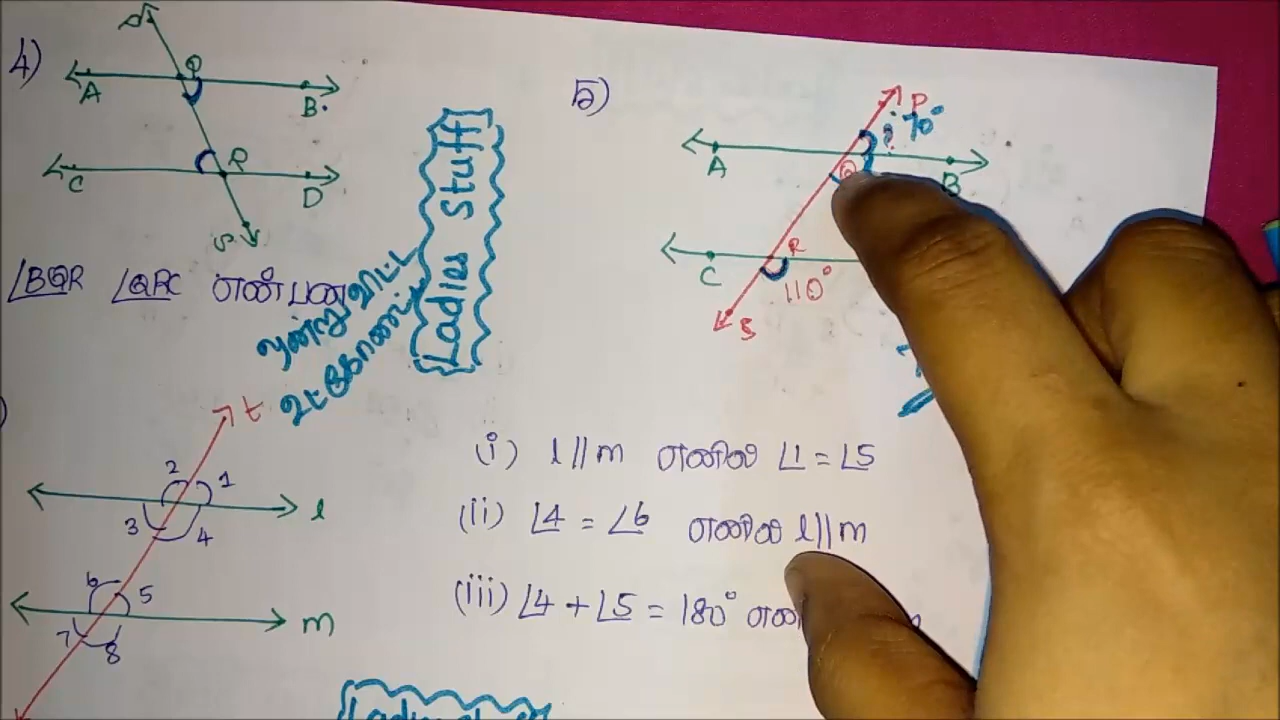 4)
P
Q
A
B
R
C
D
S
∠BQR ∠QRC என்பன
ஒன்றுவிட்ட
உட்கோணங்கள்
Ladies Stuff
5)
P
? 70°
A
Q
B
R
C
110°
S
t
2 1
l
3 4
6 5
m
7 8
(i) l||m எனில் ∠1 = ∠5
(ii) ∠4 = ∠6 எனில் l||m
(iii) ∠4 + ∠5 = 180°